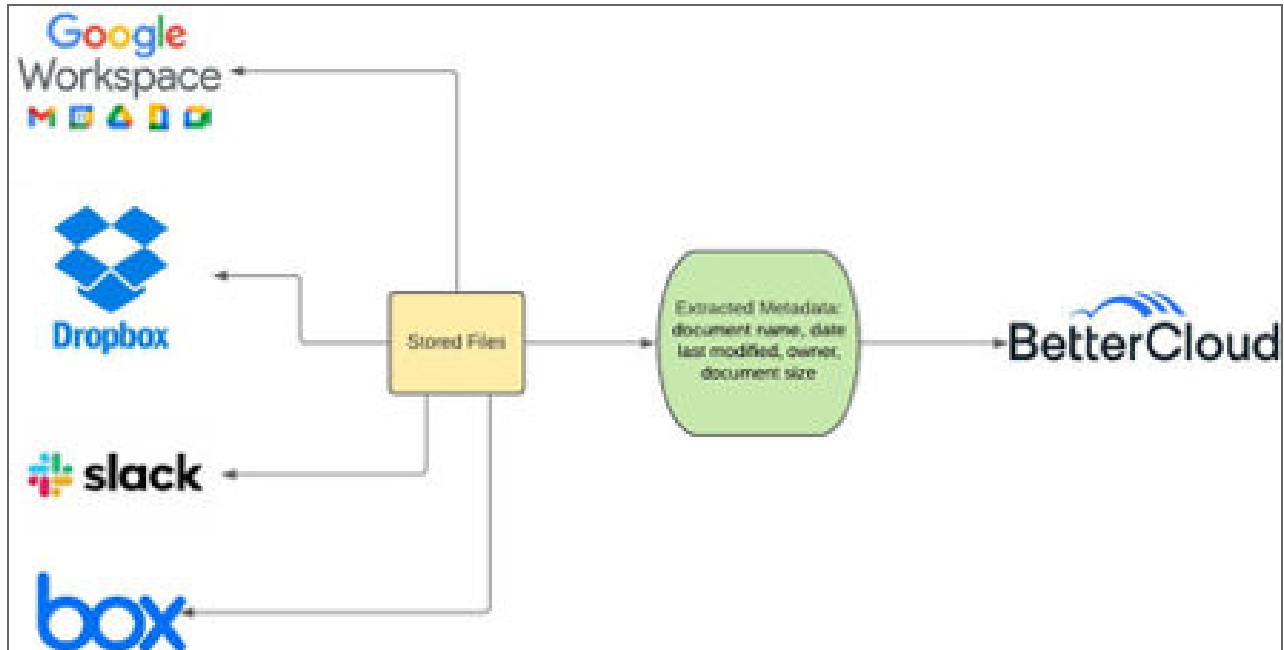 Google
Workspace
Dropbox
slack
box
Stored Files
Extracted Metadata:
document name, date
last modified, owner,
document size
BetterCloud